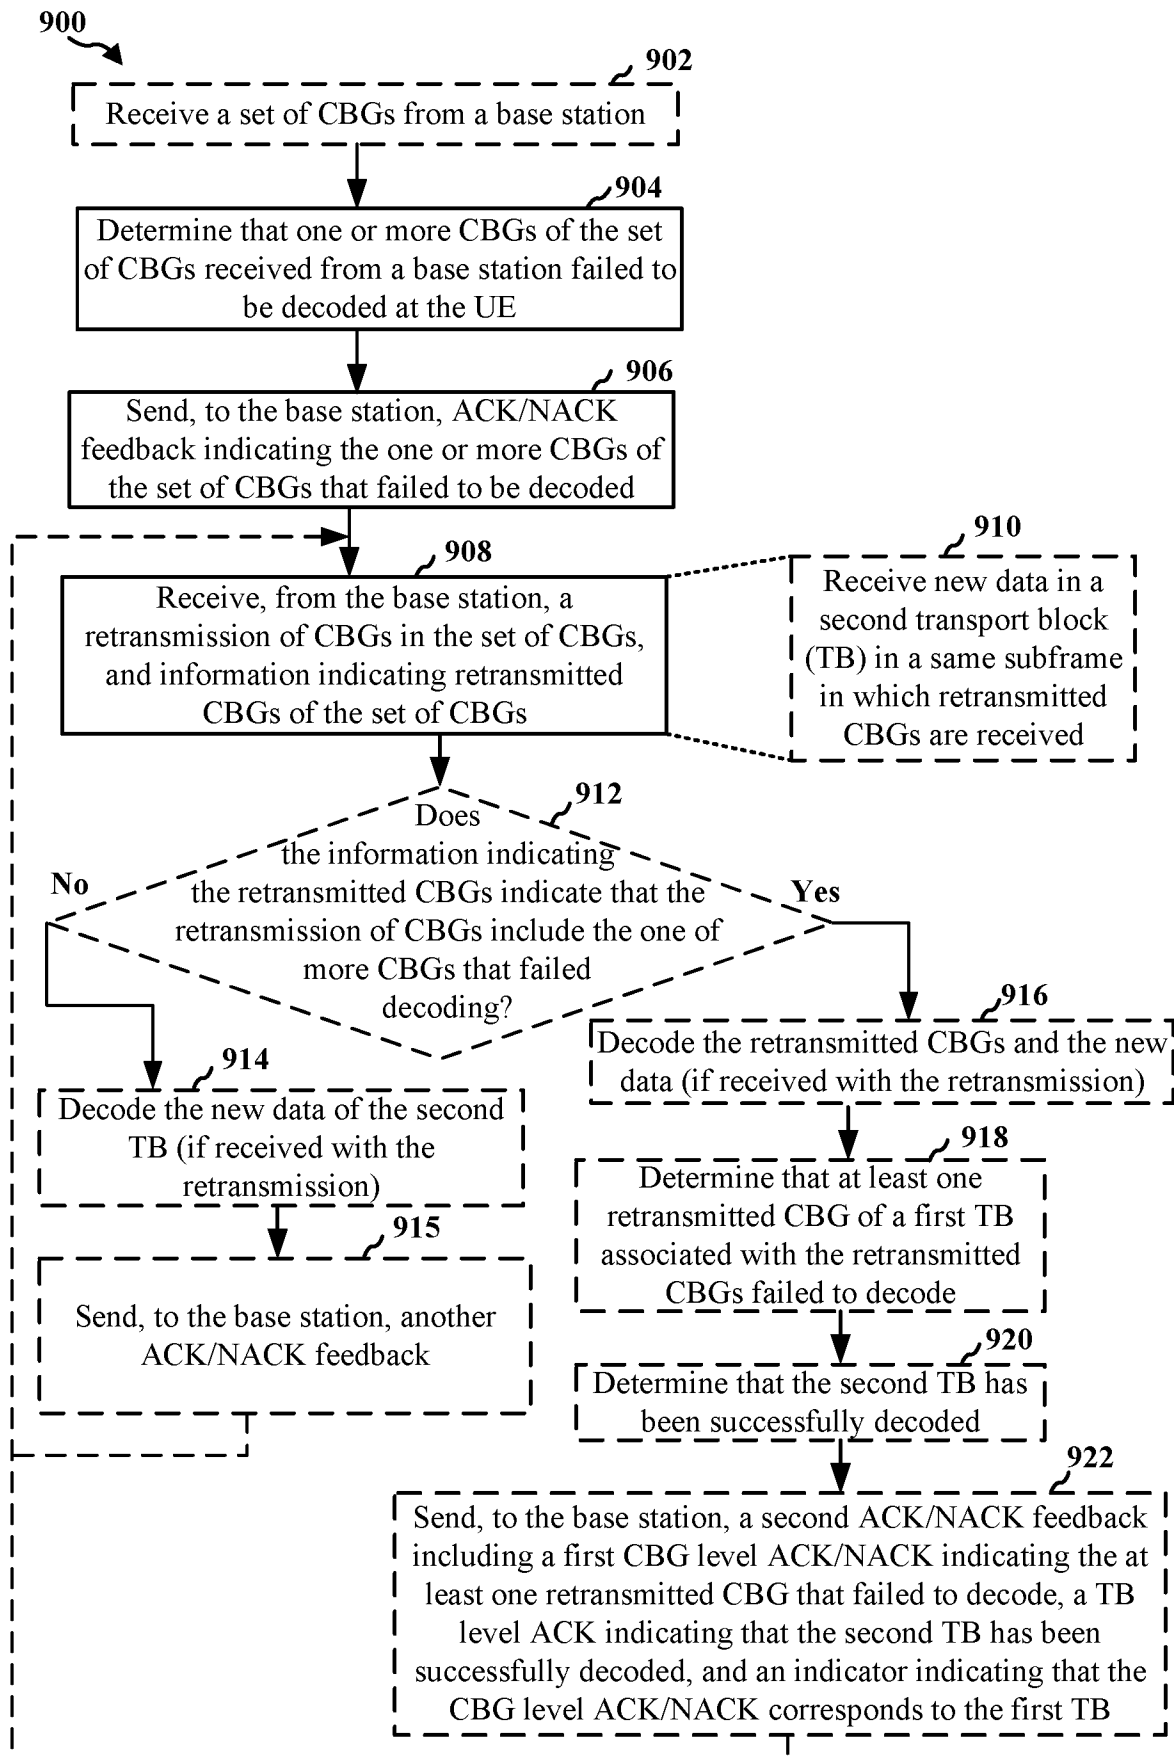 900
902
Receive a set of CBGs from a base station
904
Determine that one or more CBGs of the set
of CBGs received from a base station failed to
be decoded at the UE
906
Send, to the base station, ACK/NACK
feedback indicating the one or more CBGs of
the set of CBGs that failed to be decoded
908
Receive, from the base station, a
retransmission of CBGs in the set of CBGs,
and information indicating retransmitted
CBGs of the set of CBGs
910
Receive new data in a
second transport block
(TB) in a same subframe
in which retransmitted
CBGs are received
912
Does
the information indicating
the retransmitted CBGs indicate that the
retransmission of CBGs include the one of
more CBGs that failed
decoding?
No
Yes
914
Decode the new data of the second
TB (if received with the
retransmission)
915
Send, to the base station, another
ACK/NACK feedback
916
Decode the retransmitted CBGs and the new
data (if received with the retransmission)
918
Determine that at least one
retransmitted CBG of a first TB
associated with the retransmitted
CBGs failed to decode
920
Determine that the second TB has
been successfully decoded
922
Send, to the base station, a second ACK/NACK feedback
including a first CBG level ACK/NACK indicating the at
least one retransmitted CBG that failed to decode, a TB
level ACK indicating that the second TB has been
successfully decoded, and an indicator indicating that the
CBG level ACK/NACK corresponds to the first TB